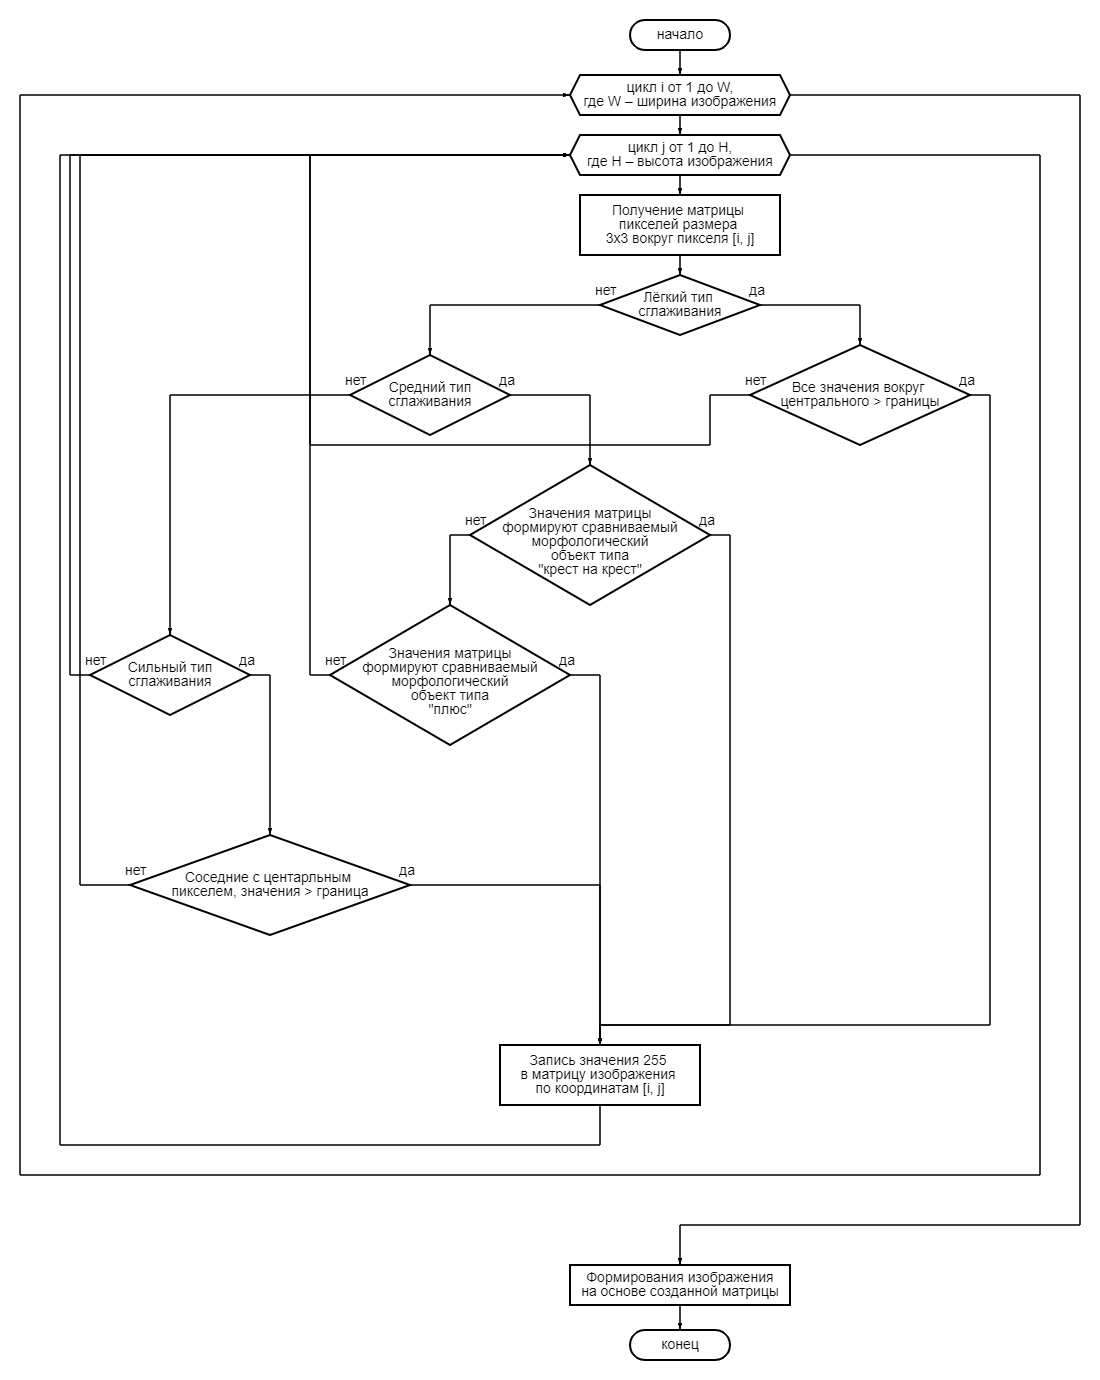 начало
цикл i от 1 до W,
где W – ширина изображения
цикл j от 1 до H,
где H – высота изображения
Получение матрицы
пикселей размера
3x3 вокруг пикселя [i, j]
нет
да
Лёгкий тип
сглаживания
нет
да
Средний тип
сглаживания
нет
да
Все значения вокруг
центрального > границы
нет
да
Значения матрицы
формируют сравниваемый
морфологический
объект типа
"крест на крест"
нет
да
Сильный тип
сглаживания
нет
да
Значения матрицы
формируют сравниваемый
морфологический
объект типа
"плюс"
нет
да
Соседние с центарльным
пикселем, значения > граница
Запись значения 255
в матрицу изображения
по координатам [i, j]
Формирования изображения
на основе созданной матрицы
конец